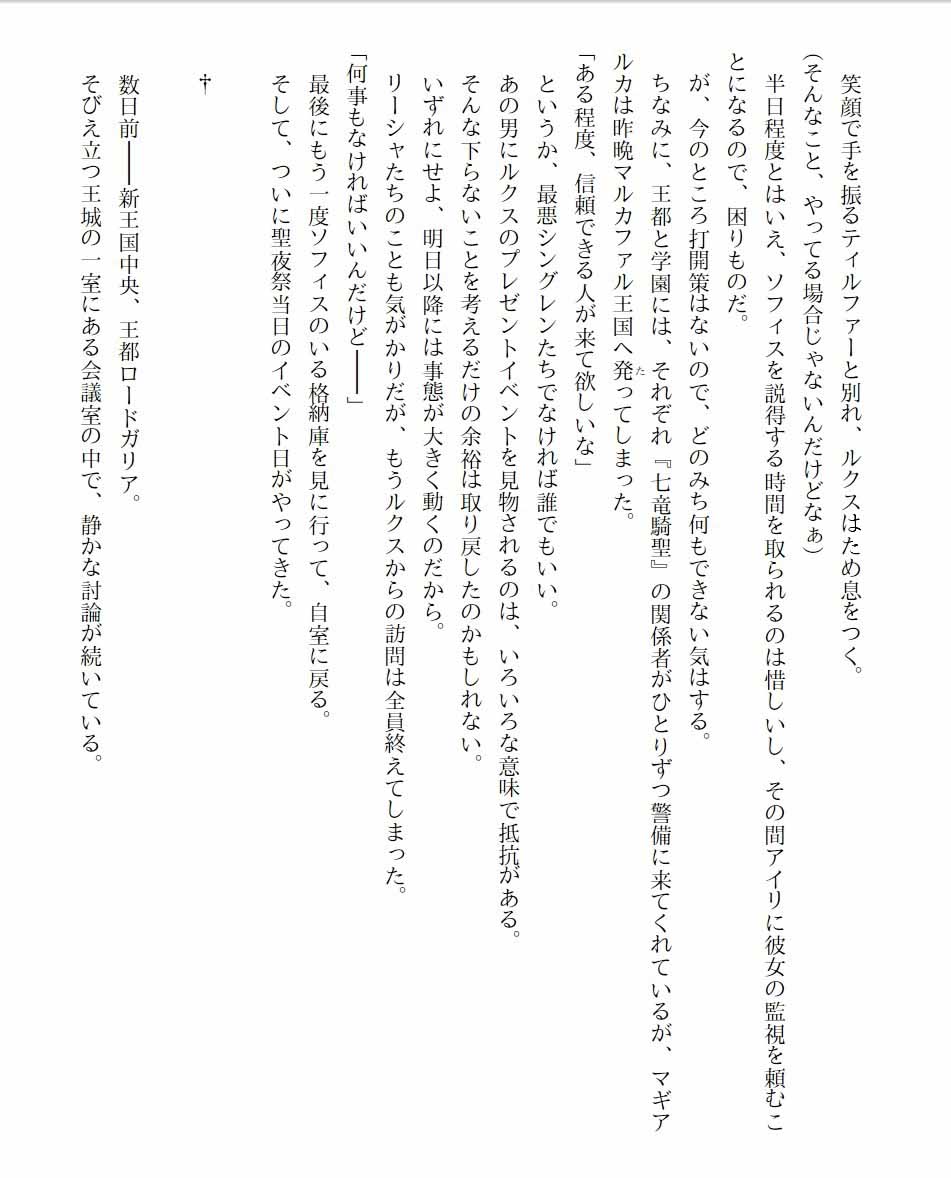 笑顔で手を振るティルファーと別れ、ルクスはため息をつく。
(そんなこと、やってる場合じゃないんだけどなぁ)
半日程度とはいえ、ソフィスを説得する時間を取られるのは惜しいし、その間アイリに彼女の監視を頼むこ
とになるので、困りものだ。
が、今のところ打開策はないので、どのみち何もできない気はする。
ちなみに、王都と学園には、それぞれ『七竜騎聖』の関係者がひとりずつ警備に来てくれているが、マギア
ルカは昨晩マルカファル王国へ発ってしまった。
「ある程度、信頼できる人が来て欲しいな」
というか、最悪シングレンたちでなければ誰でもいい。
あの男にルクスのプレゼントイベントを見物されるのは、いろいろな意味で抵抗がある。
そんな下らないことを考えるだけの余裕は取り戻したのかもしれない。
いずれにせよ、明日以降には事態が大きく動くのだから。
リーシャたちのことも気がかりだが、もうルクスからの訪問は全員終えてしまった。
「何事もなければいいんだけど――」
最後にもう一度ソフィスのいる格納庫を見に行って、自室に戻る。
そして、ついに聖夜祭当日のイベント日がやってきた。
†
数日前――新王国中央、王都ロードガリア。
そびえ立つ王城の一室にある会議室の中で、静かな討論が続いている。